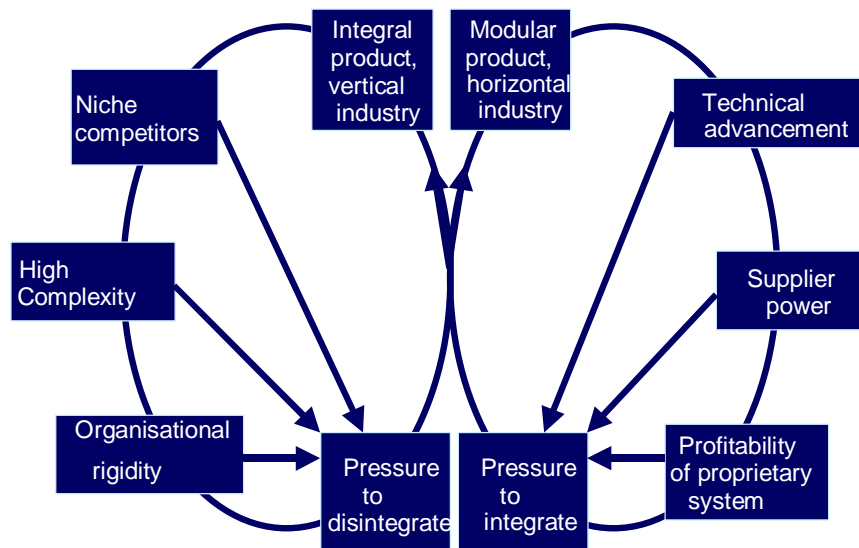 Integral
product,
vertical
industry
Modular
product,
horizontal
industry
Niche
competitors
Technical
advancement
High
Complexity
Supplier
power
Organisational
rigidity
Pressure
to
disintegrate
Pressure
to
integrate
Profitability
of proprietary
system